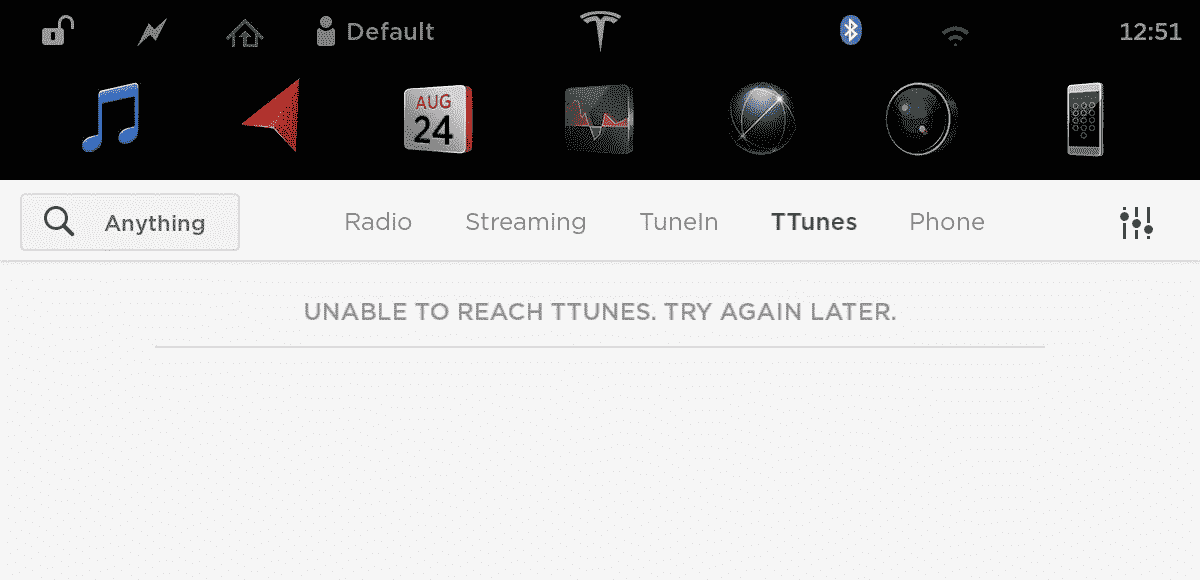 Default
12:51
AUG
24
Anything
Radio
Streaming
TuneIn
TTunes
Phone
UNABLE TO REACH TTUNES. TRY AGAIN LATER.